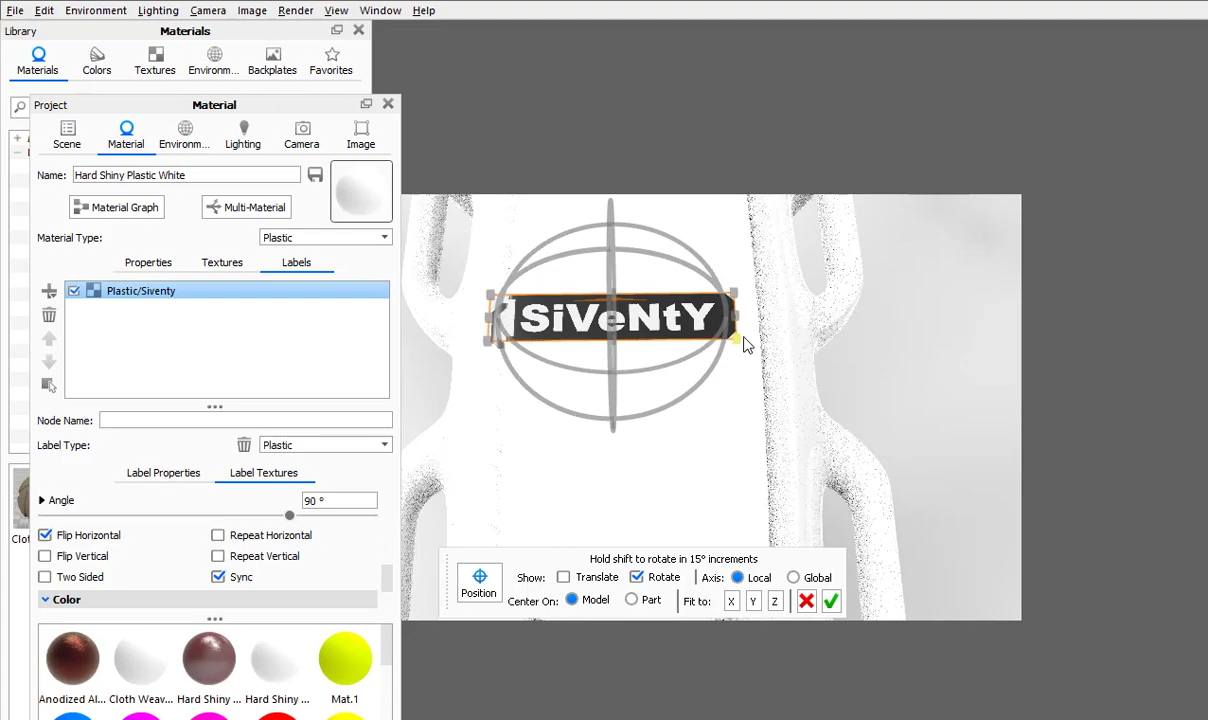 File Edit Environment Lighting Camera Image Render View Window Help
Library Materials
Materials Colors Textures Environm... Backplates Favorites
Project Material
Scene Material Environm... Lighting Camera Image
Name: Hard Shiny Plastic White
Material Graph Multi-Material
Material Type: Plastic
Properties Textures Labels
Plastic/Siventy
SiVeNtY
Node Name:
Label Type: Plastic
Label Properties Label Textures
Angle 90 °
Flip Horizontal Repeat Horizontal
Flip Vertical Repeat Vertical
Two Sided Sync
Color
Anodized Al... Cloth Weav... Hard Shiny ... Hard Shiny ... Mat.1
Hold shift to rotate in 15° increments
Position Show: Translate Rotate Axis: Local Global
Center On: Model Part Fit to: X Y Z